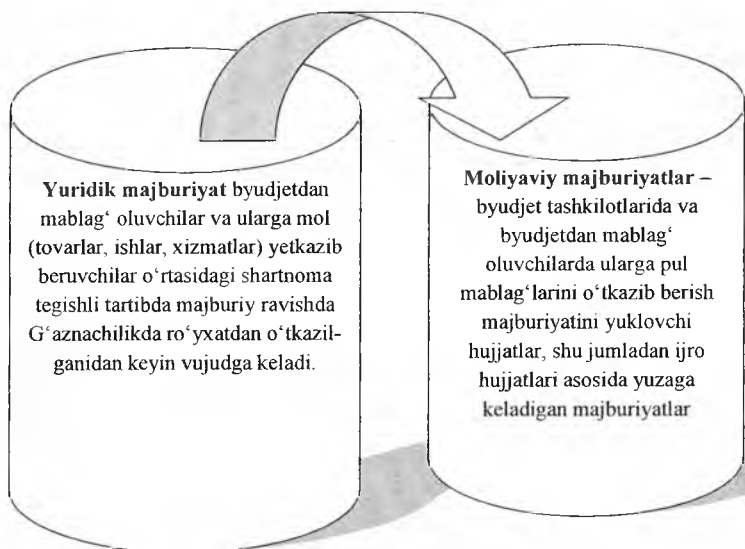 Yuridik majburiyat byudjetdan
mablag‘ oluvchilar va ularga mol
(tovarlar, ishlar, xizmatlar) yetkazib
beruvchilar o‘rtasidagi shartnoma
tegishli tartibda majburiy ravishda
G‘aznachilikda ro‘yxatdan o‘tkazil-
ganidan keyin vujudga keladi.
Moliyaviy majburiyatlar –
byudjet tashkilotlarida va
byudjetdan mablag‘
oluvchilarda ularga pul
mablag‘larini o‘tkazib berish
majburiyatini yuklovchi
hujjatlar, shu jumladan ijro
hujjatlari asosida yuzaga
keladigan majburiyatlar